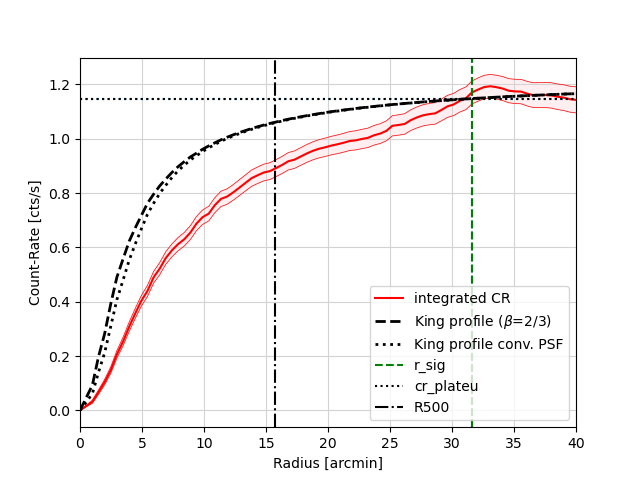 1.2
1.0
0.8
0.6
0.4
0.2
0.0
Count-Rate [cts/s]
integrated CR
King profile (β=2/3)
King profile conv. PSF
r_sig
cr_plateu
R500
0 5 10 15 20 25 30 35 40
Radius [arcmin]